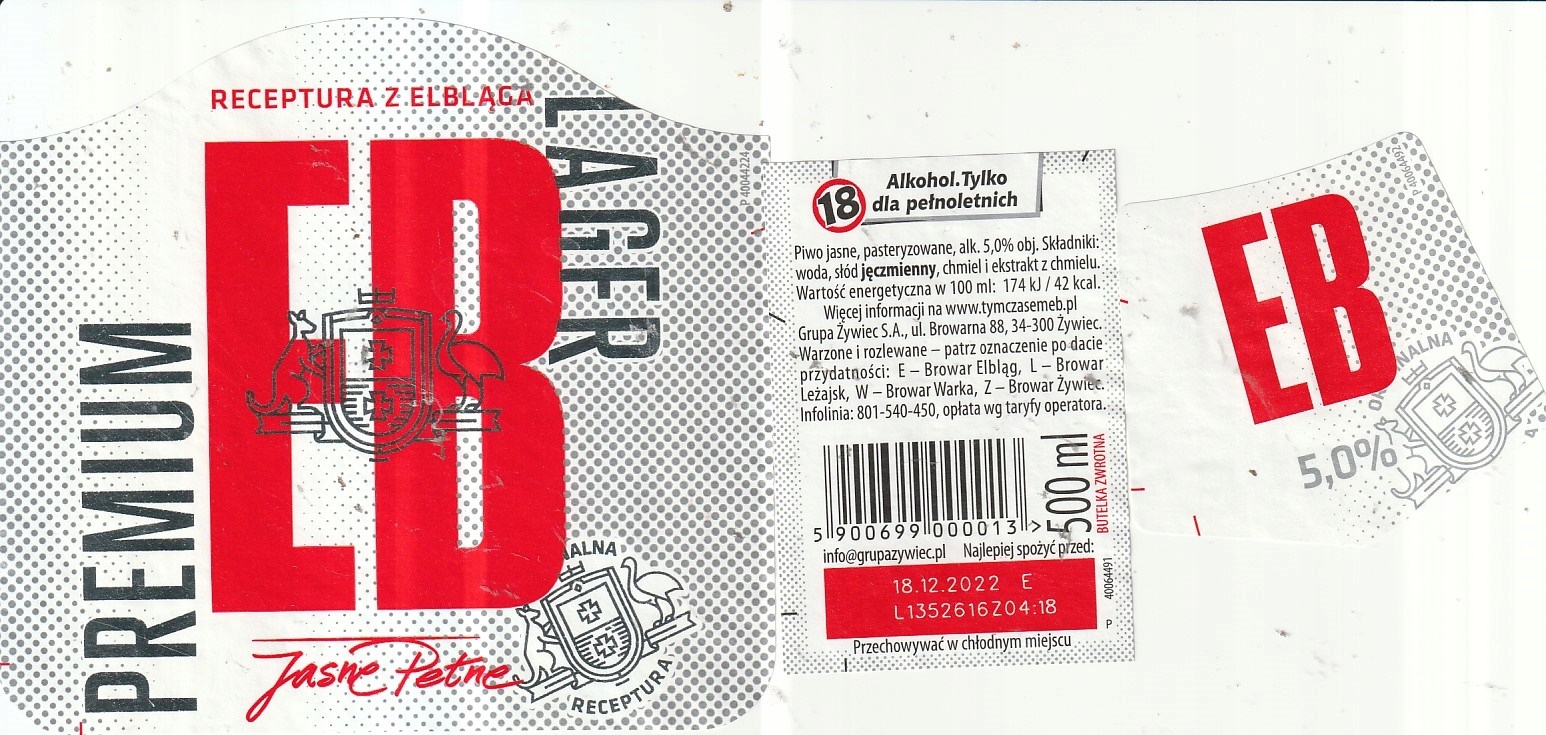 RECEPTURA Z ELBLĄGA
EB
PREMIUM
LAGER
Jasne Pełne
RECEPTURA
P 40044224
18
Alkohol.Tylko
dla pełnoletnich
Piwo jasne, pasteryzowane, alk. 5,0% obj. Składniki:
woda, słód jęczmienny, chmiel i ekstrakt z chmielu.
Wartość energetyczna w 100 ml: 174 kJ / 42 kcal.
Więcej informacji na www.tymczasemeb.pl
Grupa Żywiec S.A., ul. Browarna 88, 34-300 Żywiec.
Warzone i rozlewane – patrz oznaczenie po dacie
przydatności: E – Browar Elbląg, L – Browar
Leżajsk, W – Browar Warka, Z – Browar Żywiec.
Infolinia: 801-540-450, opłata wg taryfy operatora.
5 900699 000013 >
500 ml
BUTELKA ZWROTNA
info@grupazywiec.pl Najlepiej spożyć przed:
18.12.2022 E
L1352616Z04:18
Przechowywać w chłodnym miejscu
40064491
P
P 40064492
EB
5,0%